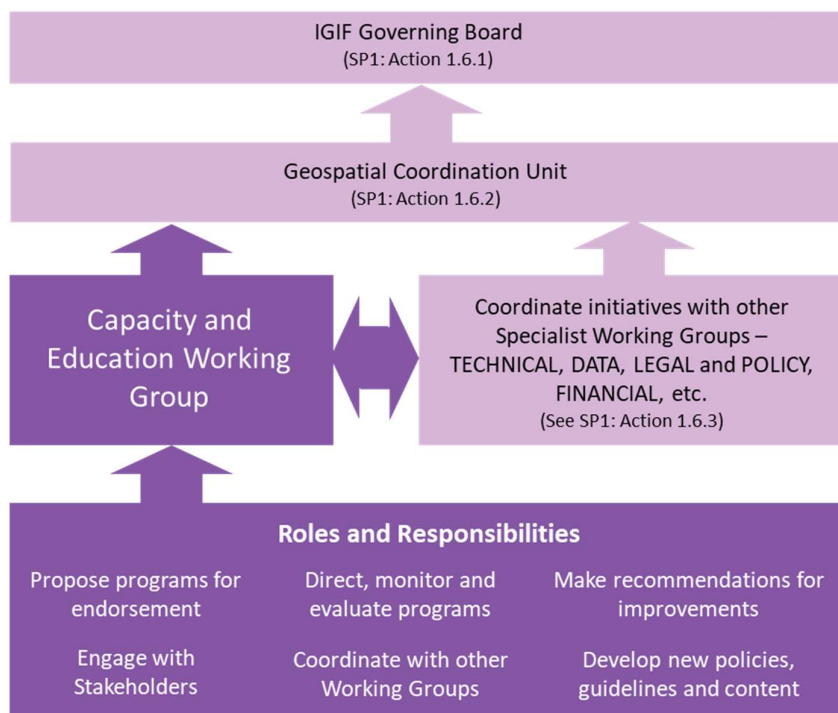 IGIF Governing Board
(SP1: Action 1.6.1)
Geospatial Coordination Unit
(SP1: Action 1.6.2)
Capacity and
Education Working
Group
Coordinate initiatives with other
Specialist Working Groups –
TECHNICAL, DATA, LEGAL and POLICY,
FINANCIAL, etc.
(See SP1: Action 1.6.3)
Roles and Responsibilities
Propose programs for
endorsement
Direct, monitor and
evaluate programs
Make recommendations for
improvements
Engage with
Stakeholders
Coordinate with other
Working Groups
Develop new policies,
guidelines and content